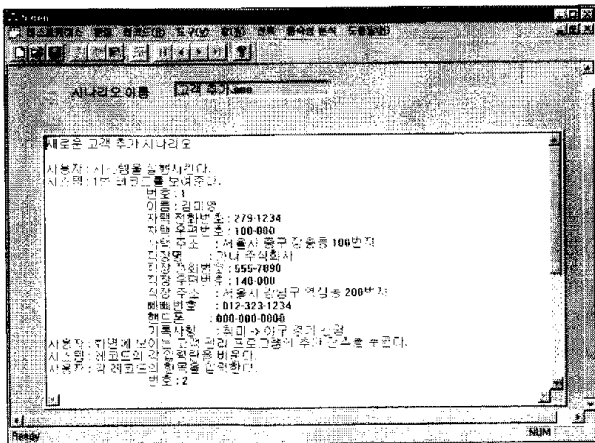 시나리오 이름 고객 추가.sce
새로운 고객 추가 시나리오
사용자 : 시스템을 실행시킨다.
시스템 : 1번 레코드를 보여준다.
번호 : 1
이름 : 김미영
자택 전화번호 : 279-1234
자택 우편번호 : 100-000
자택 주소 : 서울시 중구 장충동 100번지
직장명 : 가나 주식회사
직장 전화번호 : 555-7890
직장 우편번호 : 140-000
직장 주소 : 서울시 강남구 역삼동 200번지
삐삐번호 : 012-323-1234
핸드폰 : 000-000-0000
기록사항 : 취미 -> 야구 경기
사용자 : 화면에 보이는 고객 관리 프로그램의 추가 단추를 누른다.
시스템 : 레코드의 각 입력란을 비운다.
사용자 : 각 레코드의 항목을 입력한다.
번호 : 2
Ready
NUM